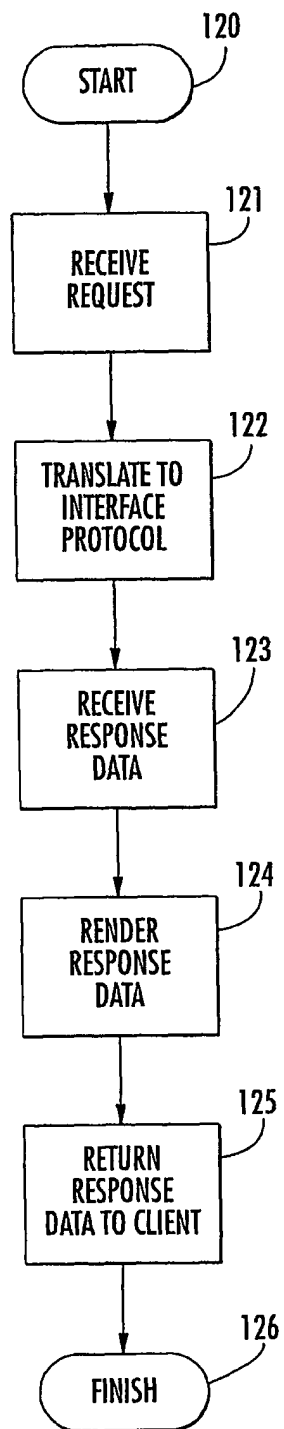 120
START
121
RECEIVE
REQUEST
122
TRANSLATE TO
INTERFACE
PROTOCOL
123
RECEIVE
RESPONSE
DATA
124
RENDER
RESPONSE
DATA
125
RETURN
RESPONSE
DATA TO CLIENT
126
FINISH